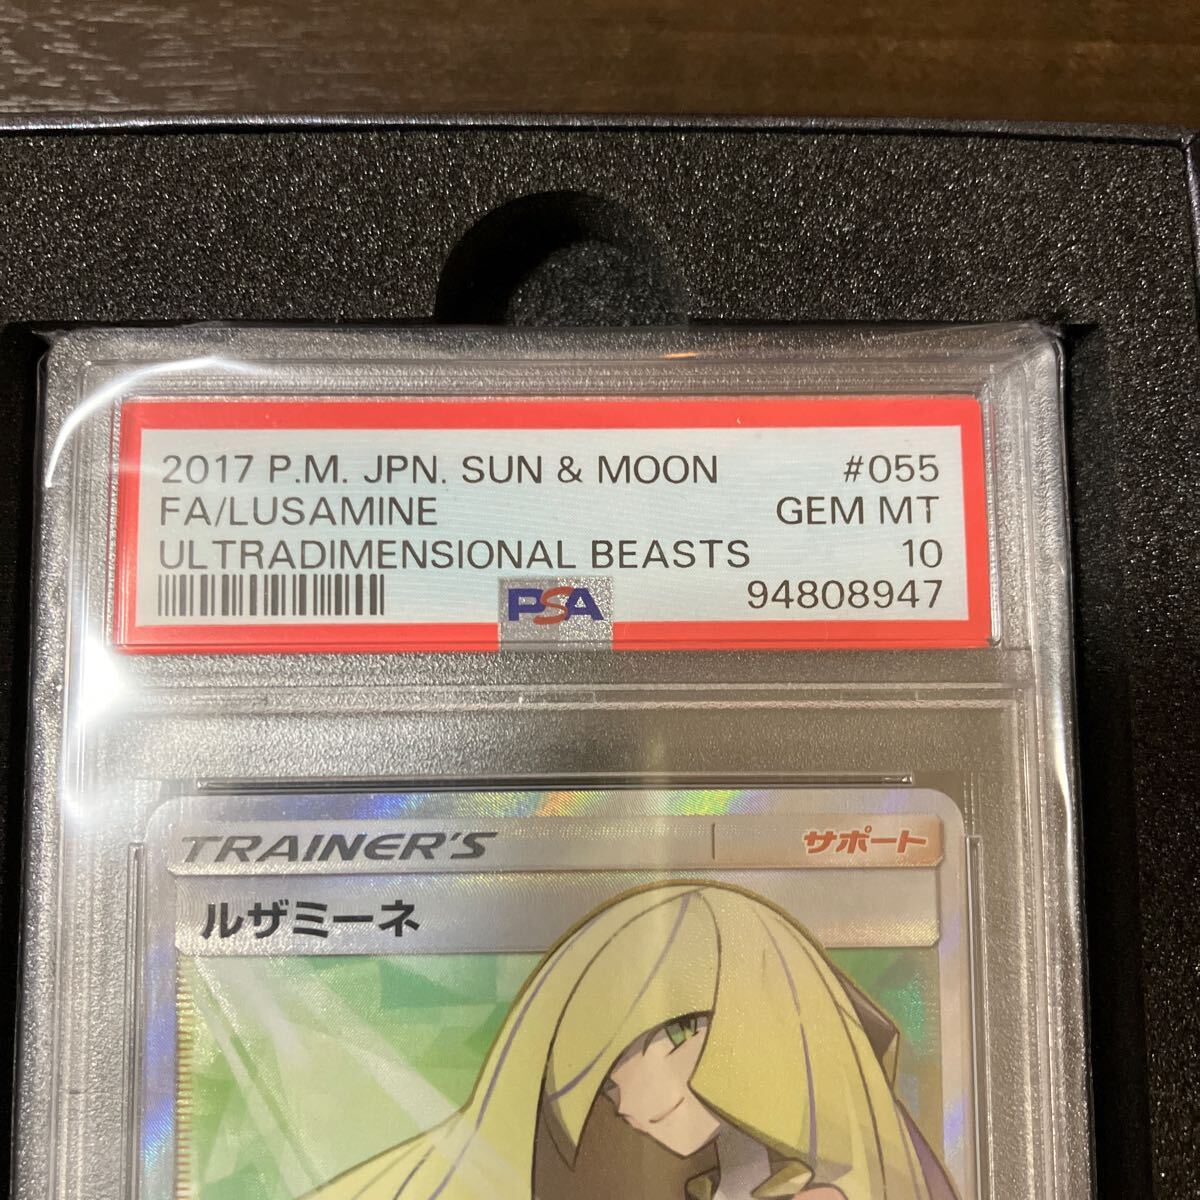 2017 P.M. JPN. SUN & MOON #055
FA/LUSAMINE GEM MT
ULTRADIMENSIONAL BEASTS 10
PSA 94808947
TRAINER'S サポート
ルザミーネ